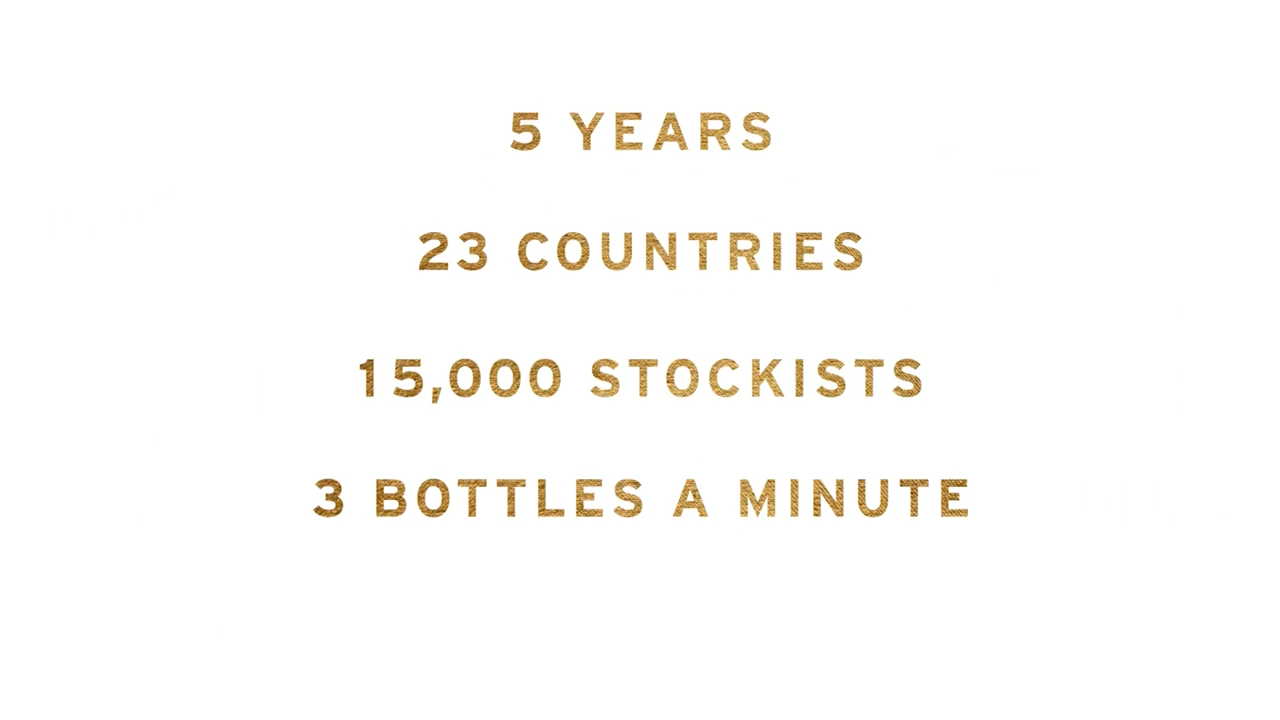 5 YEARS
23 COUNTRIES
15,000 STOCKISTS
3 BOTTLES A MINUTE